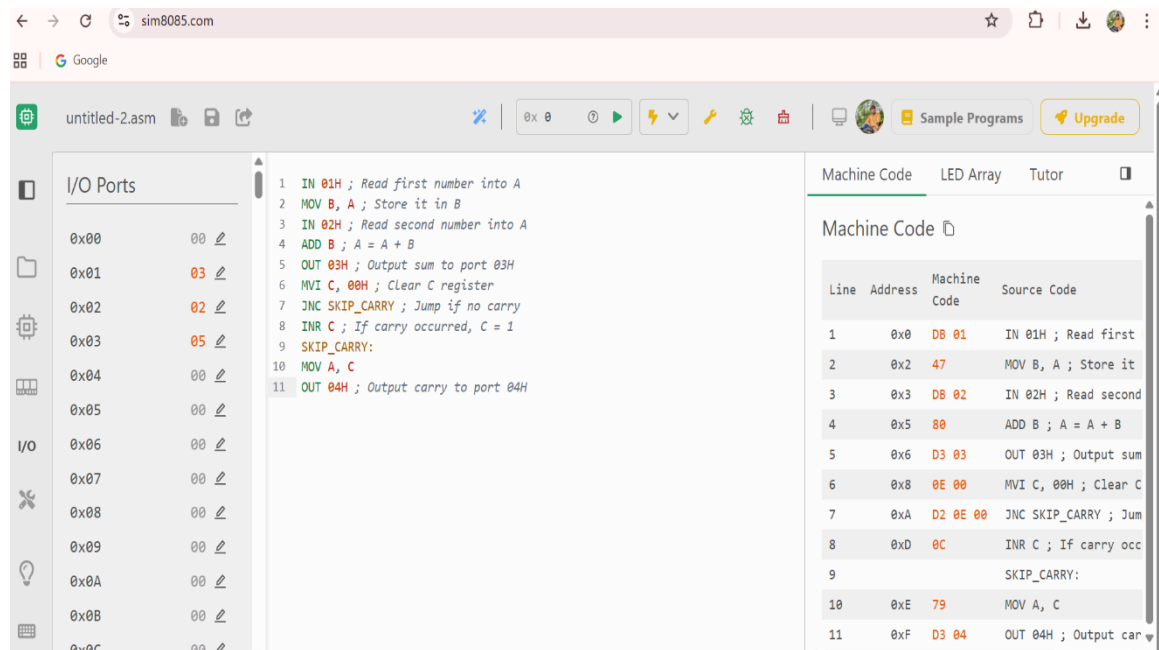 sim8085.com
Google
untitled-2.asm
0x 0
Sample Programs
Upgrade
I/O Ports
0x00 00
0x01 03
0x02 02
0x03 05
0x04 00
0x05 00
0x06 00
0x07 00
0x08 00
0x09 00
0x0A 00
0x0B 00
0x0C 00
I/O
1 IN 01H ; Read first number into A
2 MOV B, A ; Store it in B
3 IN 02H ; Read second number into A
4 ADD B ; A = A + B
5 OUT 03H ; Output sum to port 03H
6 MVI C, 00H ; Clear C register
7 JNC SKIP_CARRY ; Jump if no carry
8 INR C ; If carry occurred, C = 1
9 SKIP_CARRY:
10 MOV A, C
11 OUT 04H ; Output carry to port 04H
Machine Code LED Array Tutor
Machine Code
Line Address Machine Code Source Code
1 0x0 DB 01 IN 01H ; Read first
2 0x2 47 MOV B, A ; Store it
3 0x3 DB 02 IN 02H ; Read second
4 0x5 80 ADD B ; A = A + B
5 0x6 D3 03 OUT 03H ; Output sum
6 0x8 0E 00 MVI C, 00H ; Clear C
7 0xA D2 0E 00 JNC SKIP_CARRY ; Jum
8 0xD 0C INR C ; If carry occ
9 SKIP_CARRY:
10 0xE 79 MOV A, C
11 0xF D3 04 OUT 04H ; Output car